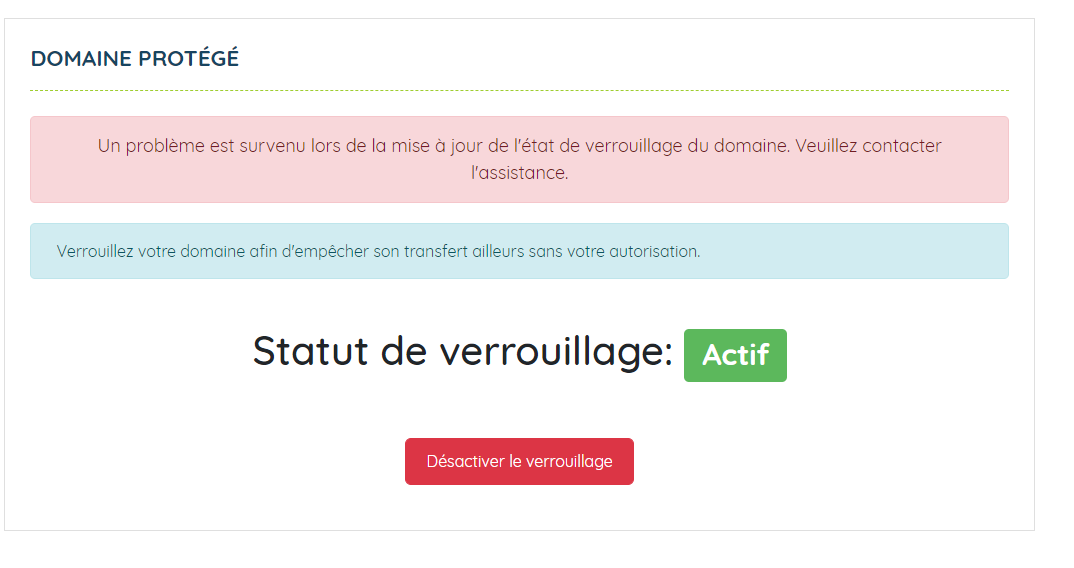 DOMAINE PROTÉGÉ
Un problème est survenu lors de la mise à jour de l'état de verrouillage du domaine. Veuillez contacter
l'assistance.
Verrouillez votre domaine afin d'empêcher son transfert ailleurs sans votre autorisation.
Statut de verrouillage: Actif
Désactiver le verrouillage